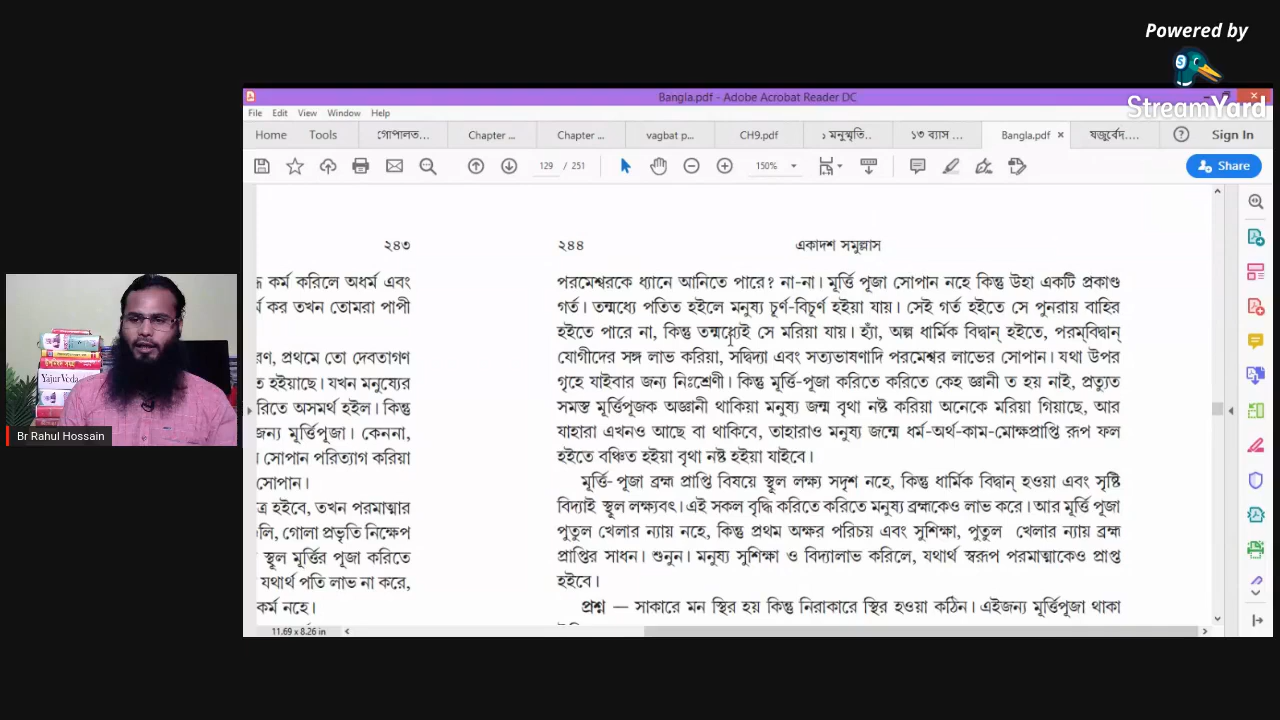 Powered by
StreamYard
Bangla.pdf - Adobe Acrobat Reader DC
File Edit View Window Help
Home Tools গোপালত... Chapter ... Chapter ... vagbat p... CH9.pdf ১ মনুস্মৃতি.. ১৩ ব্যাস ... Bangla.pdf × যজুর্বেদ.... Sign In
129 / 251 150% Share
২৪৩
কর্ম করিলে অধর্ম এবং
কর তখন তোমরা পাপী
প্রথমে তো দেবতাগণ
হইয়াছে। যখন মনুষ্যের
রিতে অসমর্থ হইল। কিন্তু
জন্য মূর্ত্তিপূজা। কেননা,
সোপান পরিত্যাগ করিয়া
সোপান।
হইবে, তখন পরমাত্মার
গোলা প্রভৃতি নিক্ষেপ
স্থূল মূর্ত্তির পূজা করিতে
যথার্থ পতি লাভ না করে,
কর্ম নহে।
২৪৪ একাদশ সমুল্লাস
পরমেশ্বরকে ধ্যানে আনিতে পারে? না-না। মূর্ত্তি পূজা সোপান নহে কিন্তু উহা একটি প্রকাণ্ড
গর্ত। তন্মধ্যে পতিত হইলে মনুষ্য চূর্ণ-বিচূর্ণ হইয়া যায়। সেই গর্ত হইতে সে পুনরায় বাহির
হইতে পারে না, কিন্তু তন্মধ্যেই সে মরিয়া যায়। হ্যাঁ, অল্প ধার্মিক বিদ্বান্ হইতে, পরম্বিদ্বান্
যোগীদের সঙ্গ লাভ করিয়া, সদ্বিদ্যা এবং সত্যভাষণাদি পরমেশ্বর লাভের সোপান। যথা উপর
গৃহে যাইবার জন্য নিঃশ্রেণী। কিন্তু মূর্ত্তি-পূজা করিতে করিতে কেহ জ্ঞানী ত হয় নাই, প্রত্যুত
সমস্ত মূর্ত্তিপূজক অজ্ঞানী থাকিয়া মনুষ্য জন্ম বৃথা নষ্ট করিয়া অনেকে মরিয়া গিয়াছে, আর
যাহারা এখনও আছে বা থাকিবে, তাহারাও মনুষ্য জন্মে ধর্ম-অর্থ-কাম-মোক্ষপ্রাপ্তি রূপ ফল
হইতে বঞ্চিত হইয়া বৃথা নষ্ট হইয়া যাইবে।
মূর্ত্তি- পূজা ব্রহ্ম প্রাপ্তি বিষয়ে স্থূল লক্ষ্য সদৃশ নহে, কিন্তু ধার্মিক বিদ্বান্ হওয়া এবং সৃষ্টি
বিদ্যাই স্থূল লক্ষ্যবৎ। এই সকল বৃদ্ধি করিতে করিতে মনুষ্য ব্রহ্মকেও লাভ করে। আর মূর্ত্তি পূজা
পুতুল খেলার ন্যায় নহে, কিন্তু প্রথম অক্ষর পরিচয় এবং সুশিক্ষা, পুতুল খেলার ন্যায় ব্রহ্ম
প্রাপ্তির সাধন। শুনুন। মনুষ্য সুশিক্ষা ও বিদ্যালাভ করিলে, যথার্থ স্বরূপ পরমাত্মাকেও প্রাপ্ত
হইবে।
প্রশ্ন — সাকারে মন স্থির হয় কিন্তু নিরাকারে স্থির হওয়া কঠিন। এইজন্য মূর্ত্তিপূজা থাকা
11.69 x 8.26 in
Yajur Veda
Br Rahul Hossain